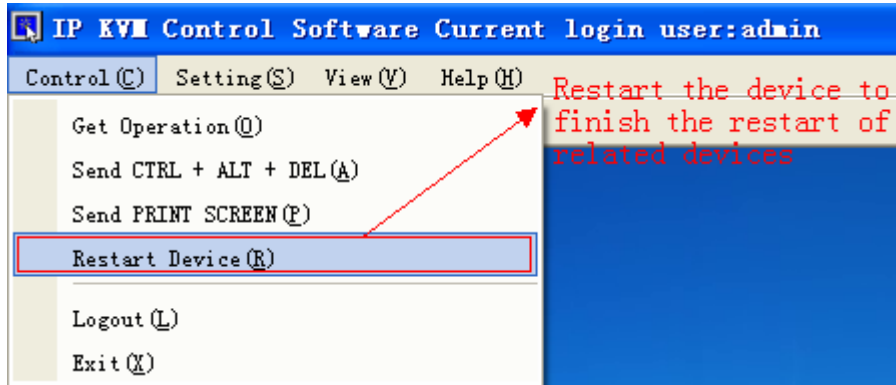 IP KVM Control Software Current login user:admin
Control(C) Setting(S) View(V) Help(H)
Restart the device to
finish the restart of
related devices
Get Operation(O)
Send CTRL + ALT + DEL(A)
Send PRINT SCREEN(P)
Restart Device(R)
Logout(L)
Exit(X)